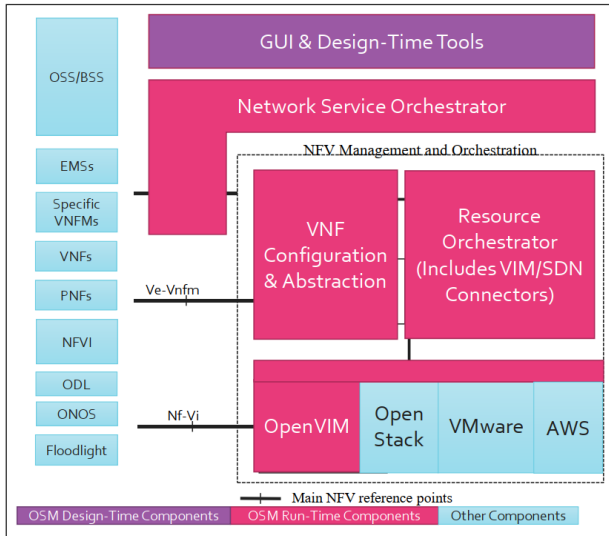 GUI & Design-Time Tools
OSS/BSS
Network Service Orchestrator
NFV Management and Orchestration
EMSs
Specific
VNFMs
VNFs
PNFs
NFVI
ODL
ONOS
Floodlight
Ve-Vnfm
Nf-Vi
VNF
Configuration
& Abstraction
Resource
Orchestrator
(Includes VIM/SDN
Connectors)
OpenVIM
Open
Stack
VMware
AWS
Main NFV reference points
OSM Design-Time Components
OSM Run-Time Components
Other Components